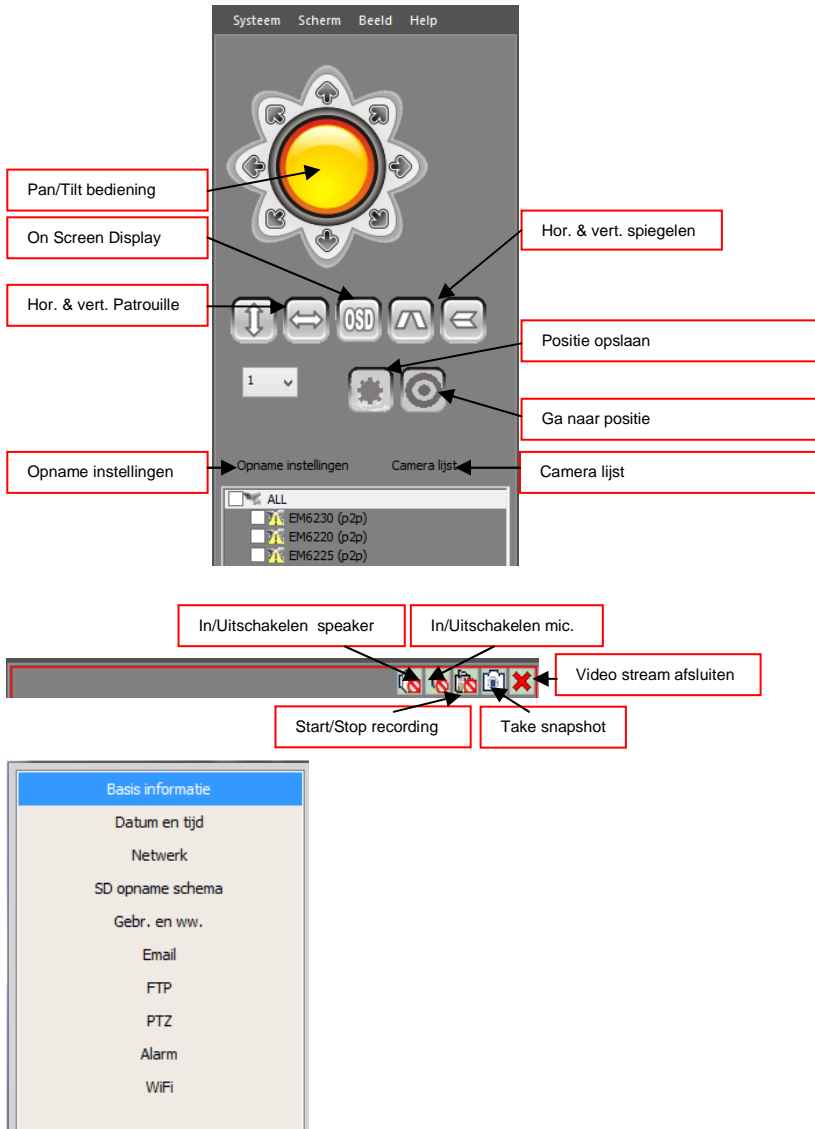 Systeem Scherm Beeld Help
Pan/Tilt bediening
On Screen Display
Hor. & vert. spiegelen
Hor. & vert. Patrouille
OSD
Positie opslaan
1
Ga naar positie
Opname instellingen
Opname instellingen Camera lijst
Camera lijst
ALL
EM6230 (p2p)
EM6220 (p2p)
EM6225 (p2p)
In/Uitschakelen speaker
In/Uitschakelen mic.
Video stream afsluiten
Start/Stop recording
Take snapshot
Basis informatie
Datum en tijd
Netwerk
SD opname schema
Gebr. en ww.
Email
FTP
PTZ
Alarm
WiFi